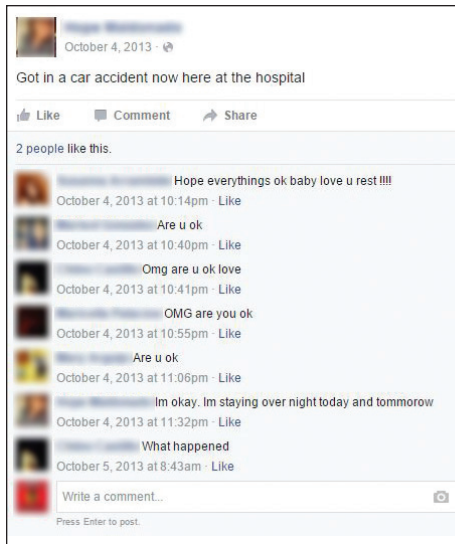 October 4, 2013 ·
Got in a car accident now here at the hospital
Like Comment Share
2 people like this.
Hope everythings ok baby love u rest !!!!
October 4, 2013 at 10:14pm · Like
Are u ok
October 4, 2013 at 10:40pm · Like
Omg are u ok love
October 4, 2013 at 10:41pm · Like
OMG are you ok
October 4, 2013 at 10:55pm · Like
Are u ok
October 4, 2013 at 11:06pm · Like
Im okay. Im staying over night today and tommorow
October 4, 2013 at 11:32pm · Like
What happened
October 5, 2013 at 8:43am · Like
Write a comment...
Press Enter to post.